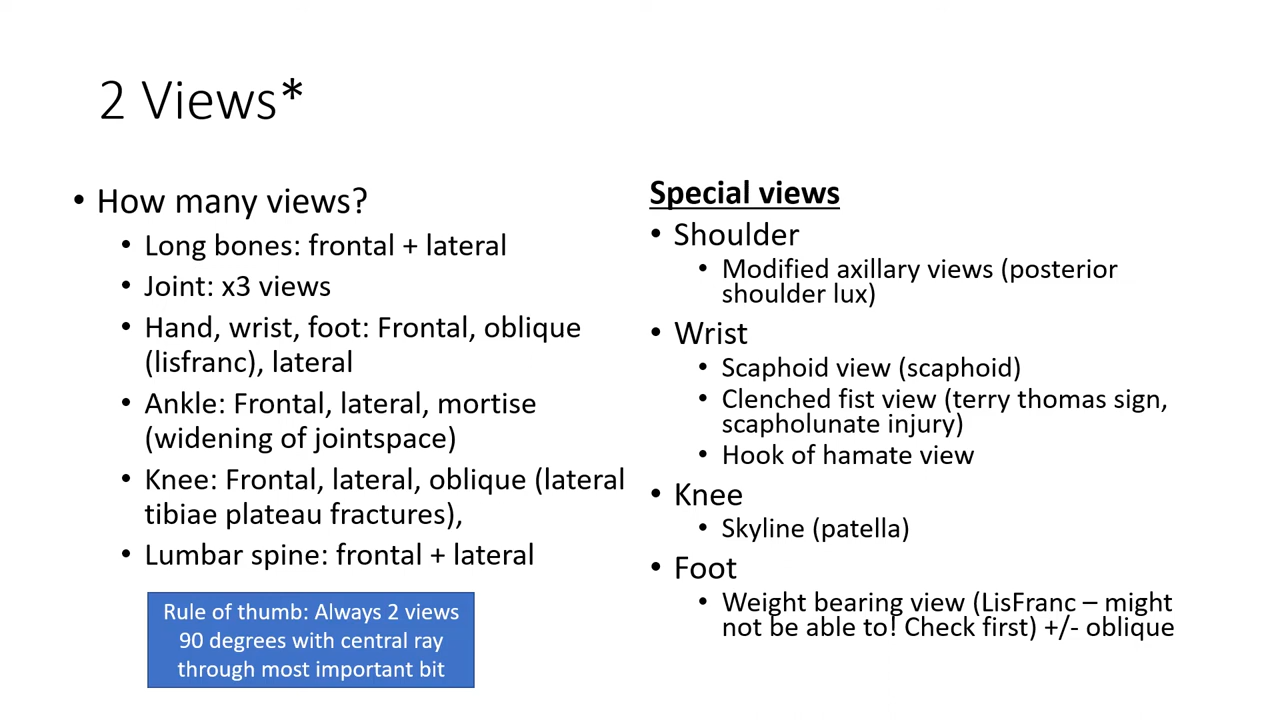 2 Views*
• How many views?
• Long bones: frontal + lateral
• Joint: x3 views
• Hand, wrist, foot: Frontal, oblique
(lisfranc), lateral
• Ankle: Frontal, lateral, mortise
(widening of jointspace)
• Knee: Frontal, lateral, oblique (lateral
tibiae plateau fractures),
• Lumbar spine: frontal + lateral
Rule of thumb: Always 2 views
90 degrees with central ray
through most important bit
Special views
• Shoulder
• Modified axillary views (posterior
shoulder lux)
• Wrist
• Scaphoid view (scaphoid)
• Clenched fist view (terry thomas sign,
scapholunate injury)
• Hook of hamate view
• Knee
• Skyline (patella)
• Foot
• Weight bearing view (LisFranc – might
not be able to! Check first) +/- oblique